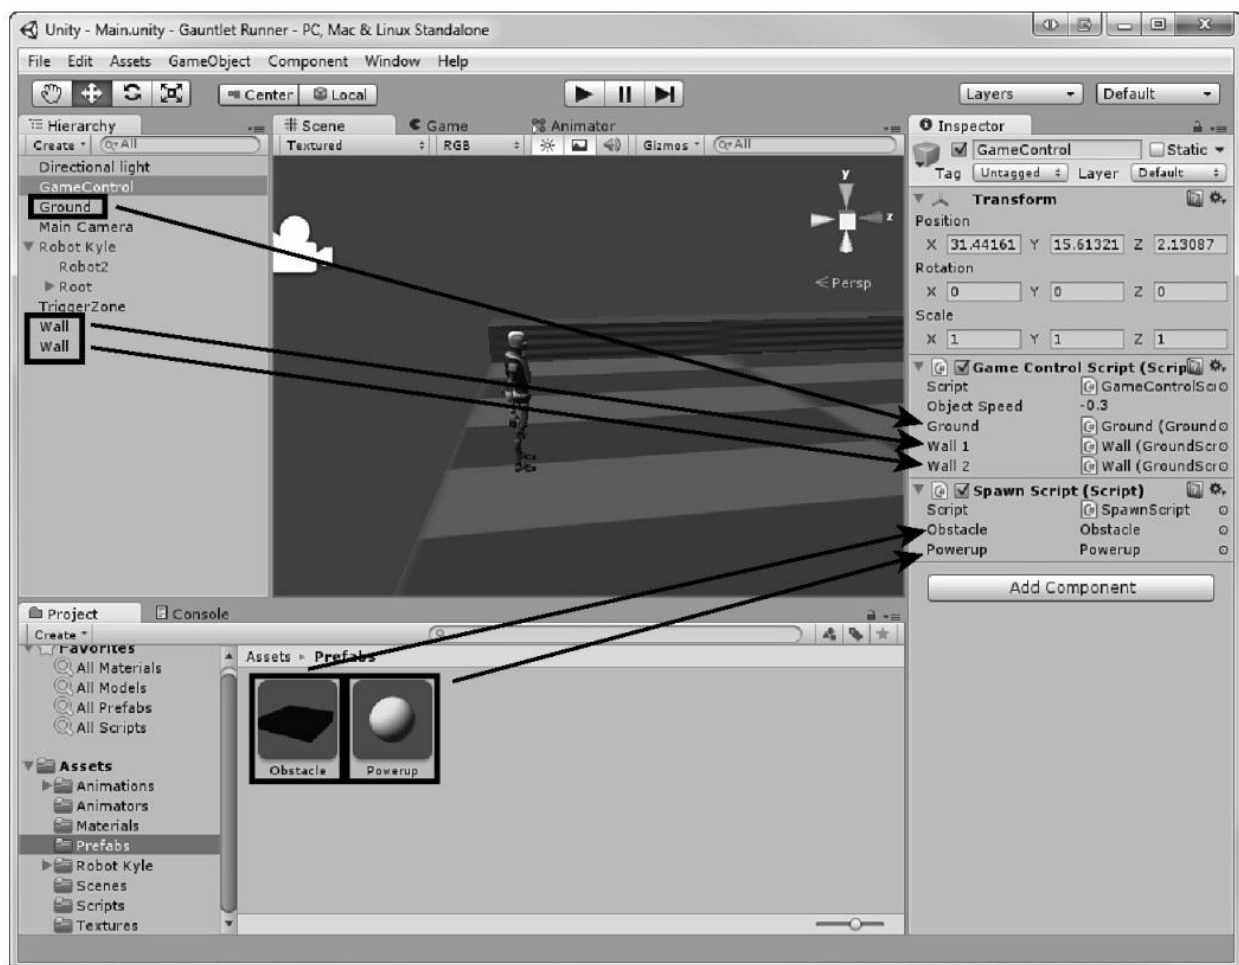 Unity - Main.unity - Gauntlet Runner - PC, Mac & Linux Standalone
File Edit Assets GameObject Component Window Help
Center Local
Layers Default
Hierarchy
Create All
Directional light
GameControl
Ground
Main Camera
Robot Kyle
Robot2
Root
TriggerZone
Wall
Wall
Scene Game Animator
Textured RGB Gizmos All
y
z
Persp
Inspector
GameControl Static
Tag Untagged Layer Default
Transform
Position
X 31.44161 Y 15.61321 Z 2.13087
Rotation
X 0 Y 0 Z 0
Scale
X 1 Y 1 Z 1
Game Control Script (Scrip
Script GameControlScr
Object Speed -0.3
Ground Ground (Ground
Wall 1 Wall (GroundScr
Wall 2 Wall (GroundScr
Spawn Script (Script)
Script SpawnScript
Obstacle Obstacle
Powerup Powerup
Add Component
Project Console
Create
Favorites
All Materials
All Models
All Prefabs
All Scripts
Assets
Animations
Animators
Materials
Prefabs
Robot Kyle
Scenes
Scripts
Textures
Assets Prefabs
Obstacle Powerup